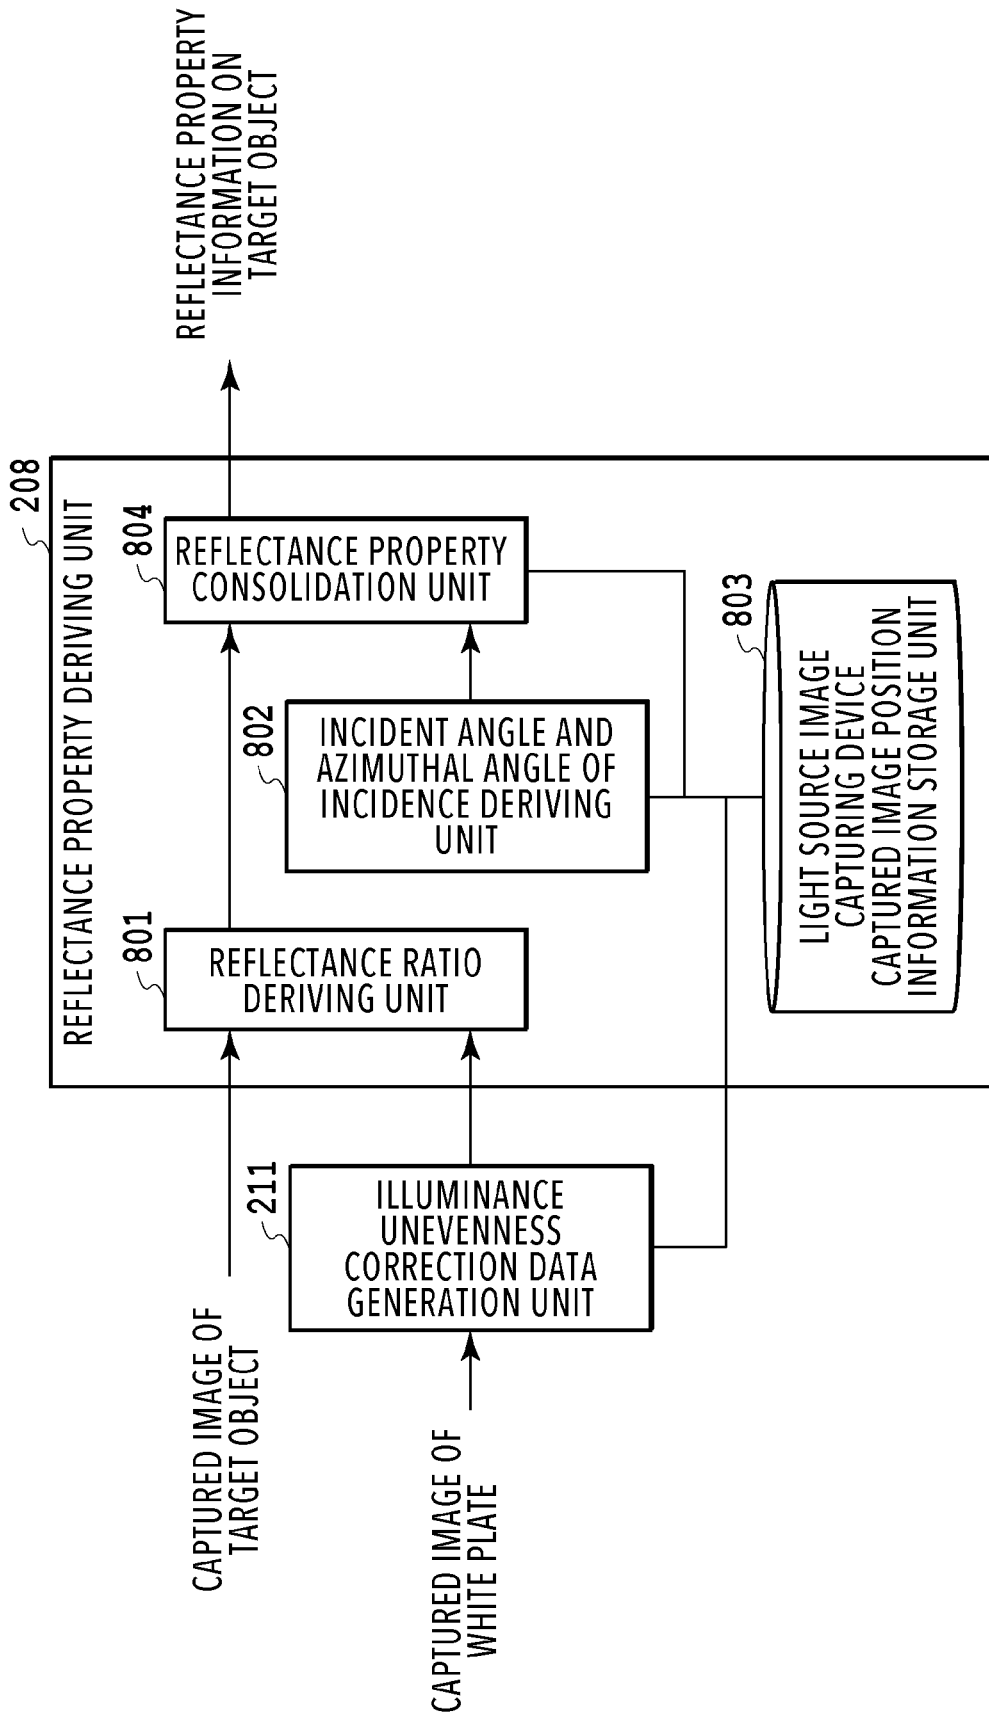 208
REFLECTANCE PROPERTY DERIVING UNIT
CAPTURED IMAGE OF
TARGET OBJECT
CAPTURED IMAGE OF
WHITE PLATE
211
ILLUMINANCE
UNEVENNESS
CORRECTION DATA
GENERATION UNIT
801
REFLECTANCE RATIO
DERIVING UNIT
802
INCIDENT ANGLE AND
AZIMUTHAL ANGLE OF
INCIDENCE DERIVING
UNIT
804
REFLECTANCE PROPERTY
CONSOLIDATION UNIT
803
LIGHT SOURCE IMAGE
CAPTURING DEVICE
CAPTURED IMAGE POSITION
INFORMATION STORAGE UNIT
REFLECTANCE PROPERTY
INFORMATION ON
TARGET OBJECT